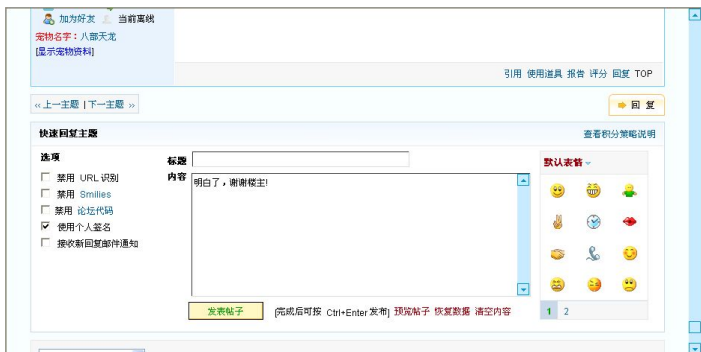 加为好友 当前离线
宠物名字：八部天龙
[显示宠物资料]
引用 使用道具 报告 评分 回复 TOP
‹‹ 上一主题 | 下一主题 ››
回 复
快速回复主题
查看积分策略说明
选项
标题
默认表情
禁用 URL 识别
内容
明白了，谢谢楼主!
禁用 Smilies
禁用 论坛代码
使用个人签名
接收新回复邮件通知
发表帖子
[完成后可按 Ctrl+Enter 发布] 预览帖子 恢复数据 清空内容
1 2